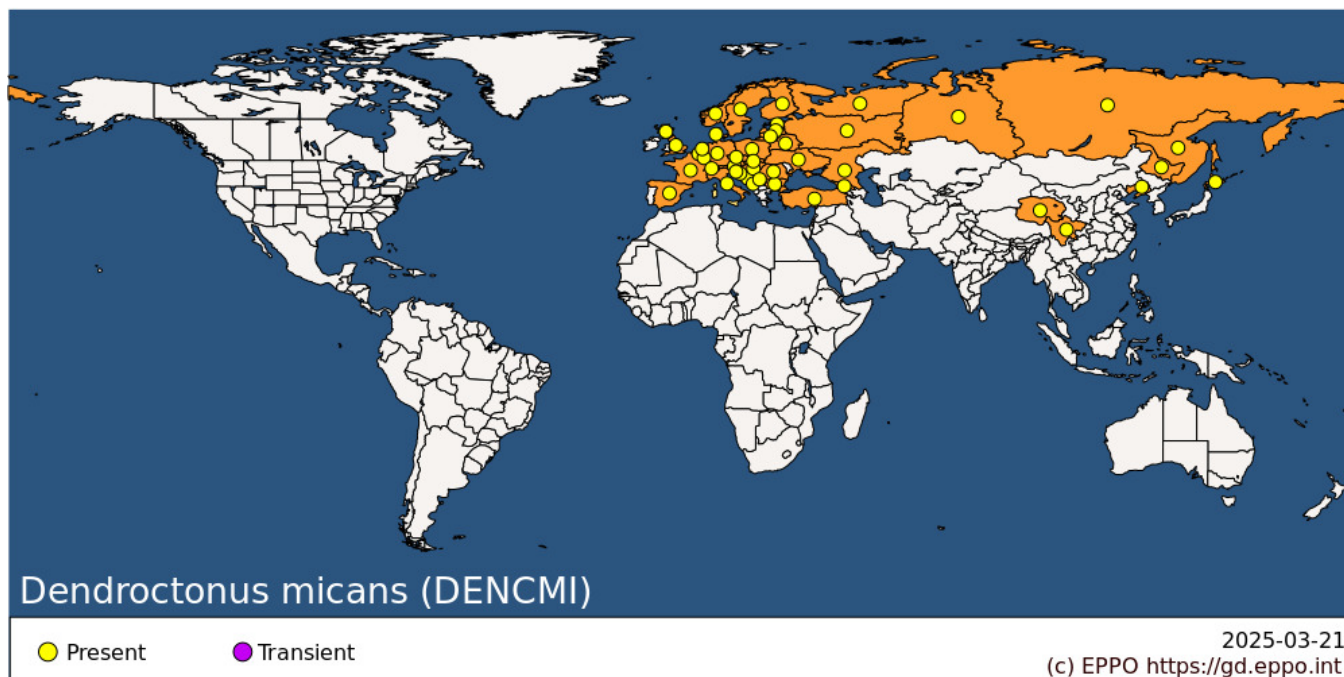 Dendroctonus micans (DENCMI)
Present
Transient
2025-03-21
(c) EPPO https://gd.eppo.int